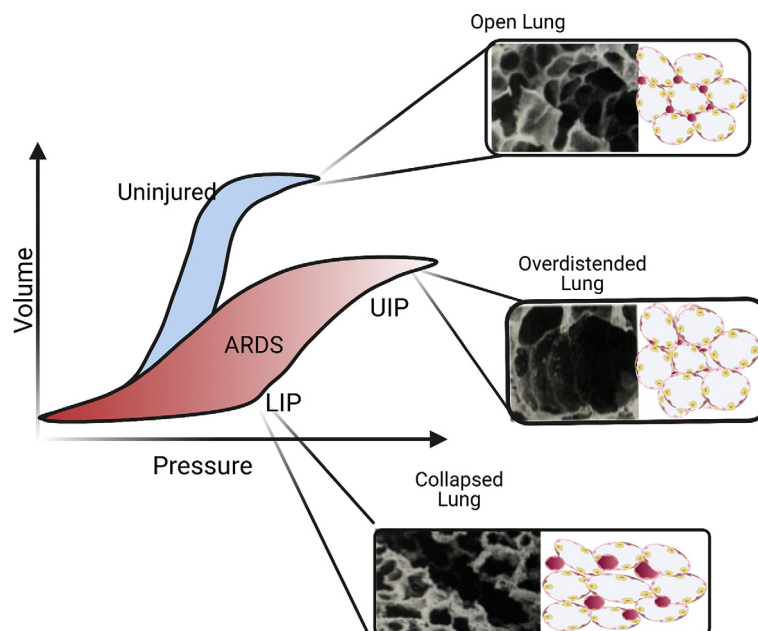 Open Lung
Uninjured
Overdistended
Lung
Volume
UIP
ARDS
LIP
Pressure
Collapsed
Lung